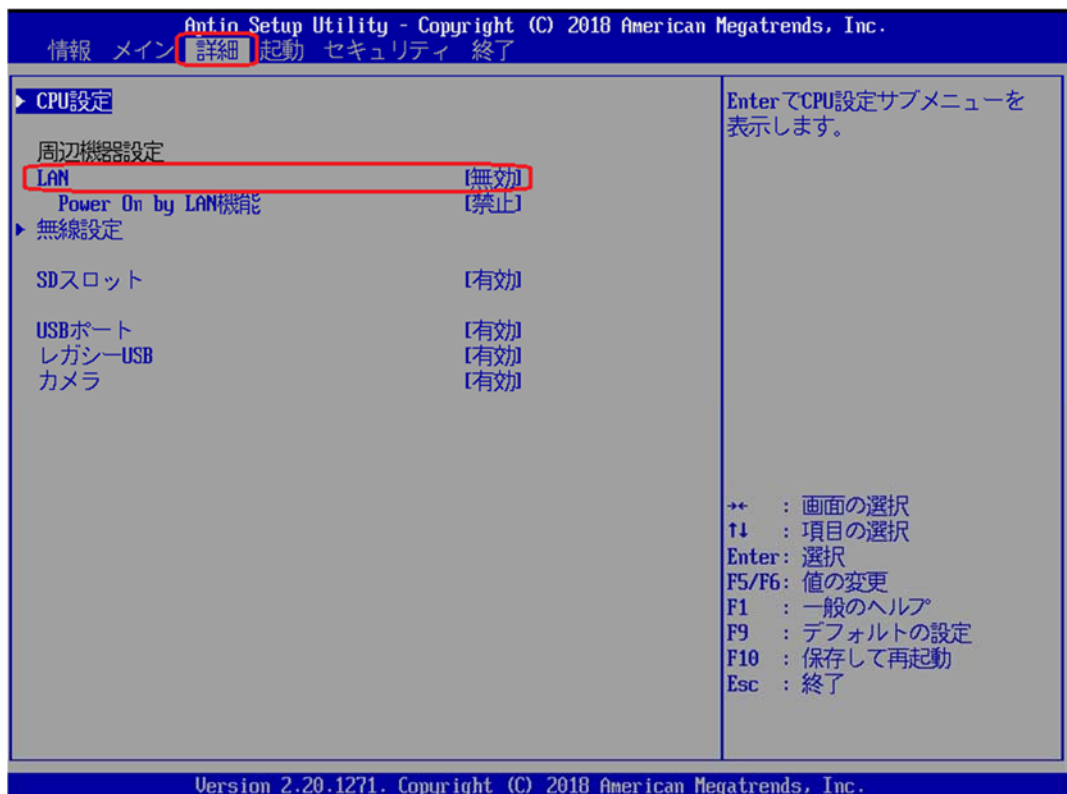 Aptio Setup Utility - Copyright (C) 2018 American Megatrends, Inc.
情報 メイン 詳細 起動 セキュリティ 終了
▶ CPU設定
周辺機器設定
LAN [無効]
Power On by LAN機能 [禁止]
▶ 無線設定
SDスロット [有効]
USBポート [有効]
レガシーUSB [有効]
カメラ [有効]
EnterでCPU設定サブメニューを
表示します。
→← : 画面の選択
↑↓ : 項目の選択
Enter: 選択
F5/F6: 値の変更
F1 : 一般のヘルプ
F9 : デフォルトの設定
F10 : 保存して再起動
Esc : 終了
Version 2.20.1271. Copyright (C) 2018 American Megatrends, Inc.